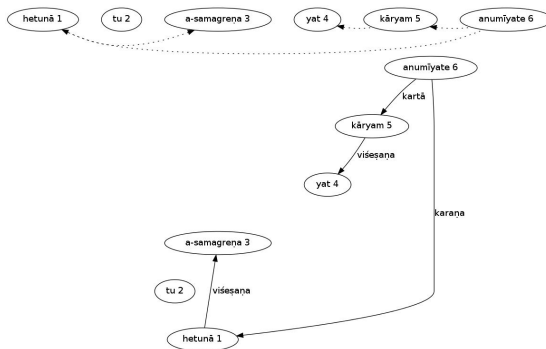 hetunā 1 tu 2 a-samagreṇa 3 yat 4 kāryam 5 anumīyate 6
anumīyate 6
kartā
kāryam 5
viśeṣaṇa
yat 4
karaṇa
a-samagreṇa 3
tu 2
viśeṣaṇa
hetunā 1